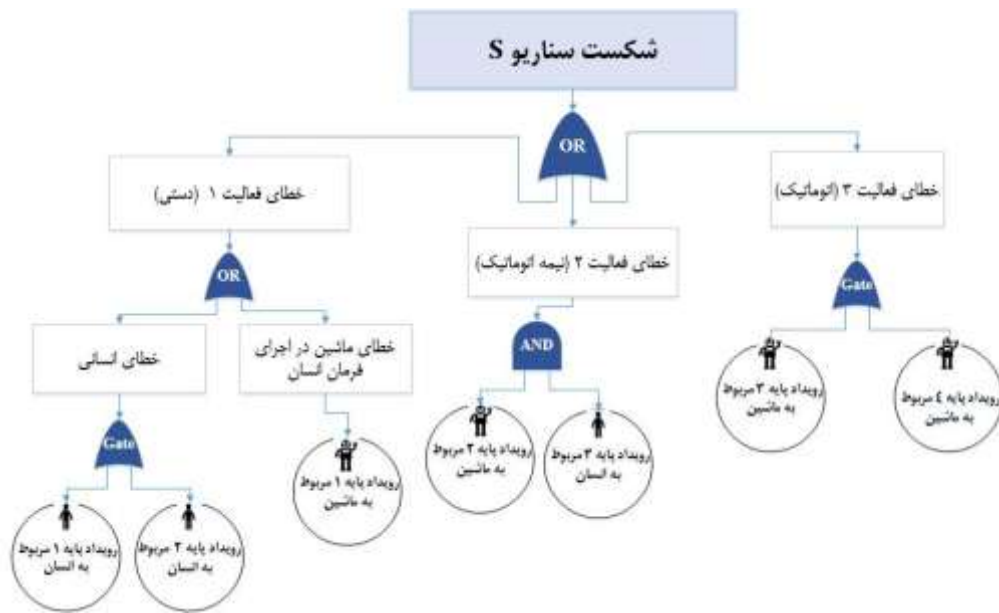 شکست سناریو S
OR
خطای فعالیت ۱ (دستی)
خطای فعالیت ۲ (نیمه اتوماتیک)
خطای فعالیت ۳ (اتوماتیک)
OR
AND
Gate
خطای انسانی
خطای ماشین در اجرای
فرمان انسان
Gate
رویداد پایه ۱ مربوط
به انسان
رویداد پایه ۲ مربوط
به انسان
رویداد پایه ۱ مربوط
به ماشین
رویداد پایه ۲ مربوط
به ماشین
رویداد پایه ۳ مربوط
به انسان
رویداد پایه ۳ مربوط
به ماشین
رویداد پایه ٤ مربوط
به ماشین